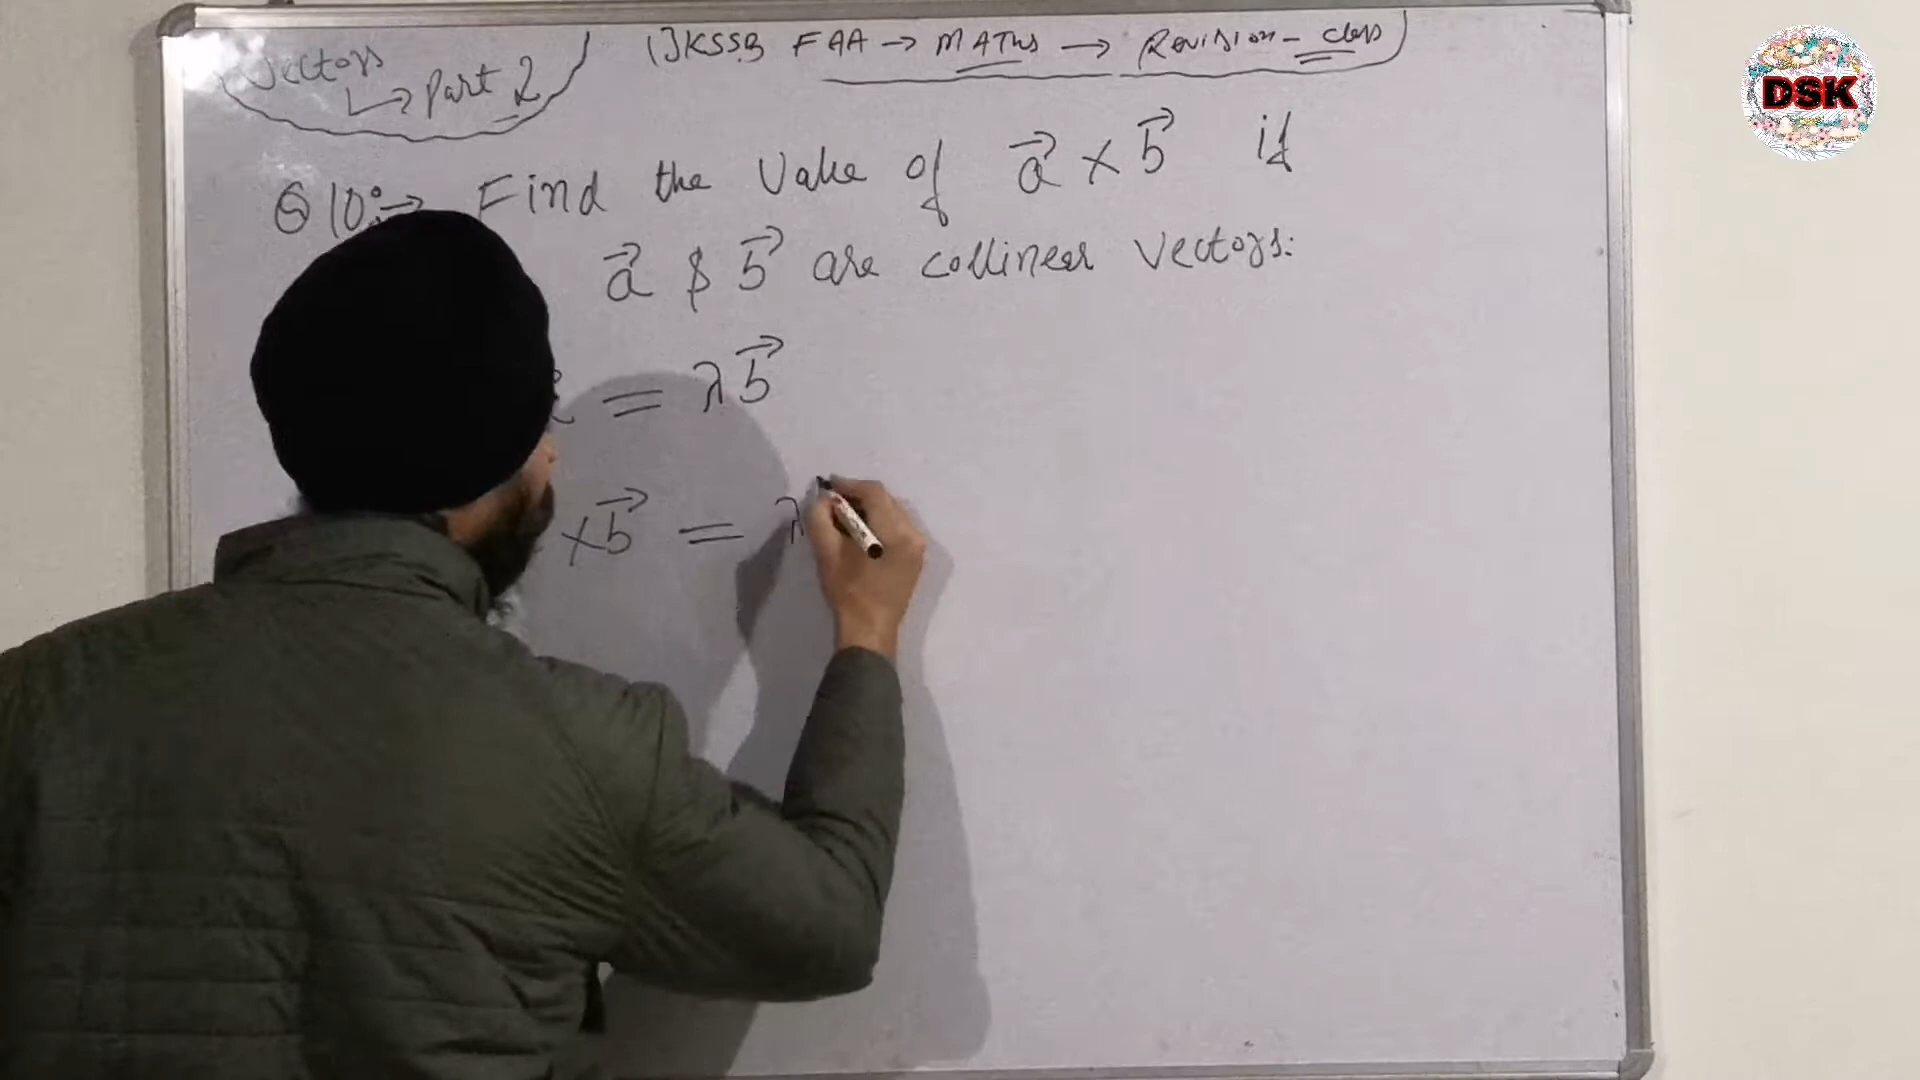 Vectors
↳ Part 2
JKSSB FAA → MATHS → Revision - class
Q10:→ Find the Value of a⃗ × b⃗ if
a⃗ & b⃗ are collinear Vectors:
= λb⃗
× b⃗ = λ
DSK